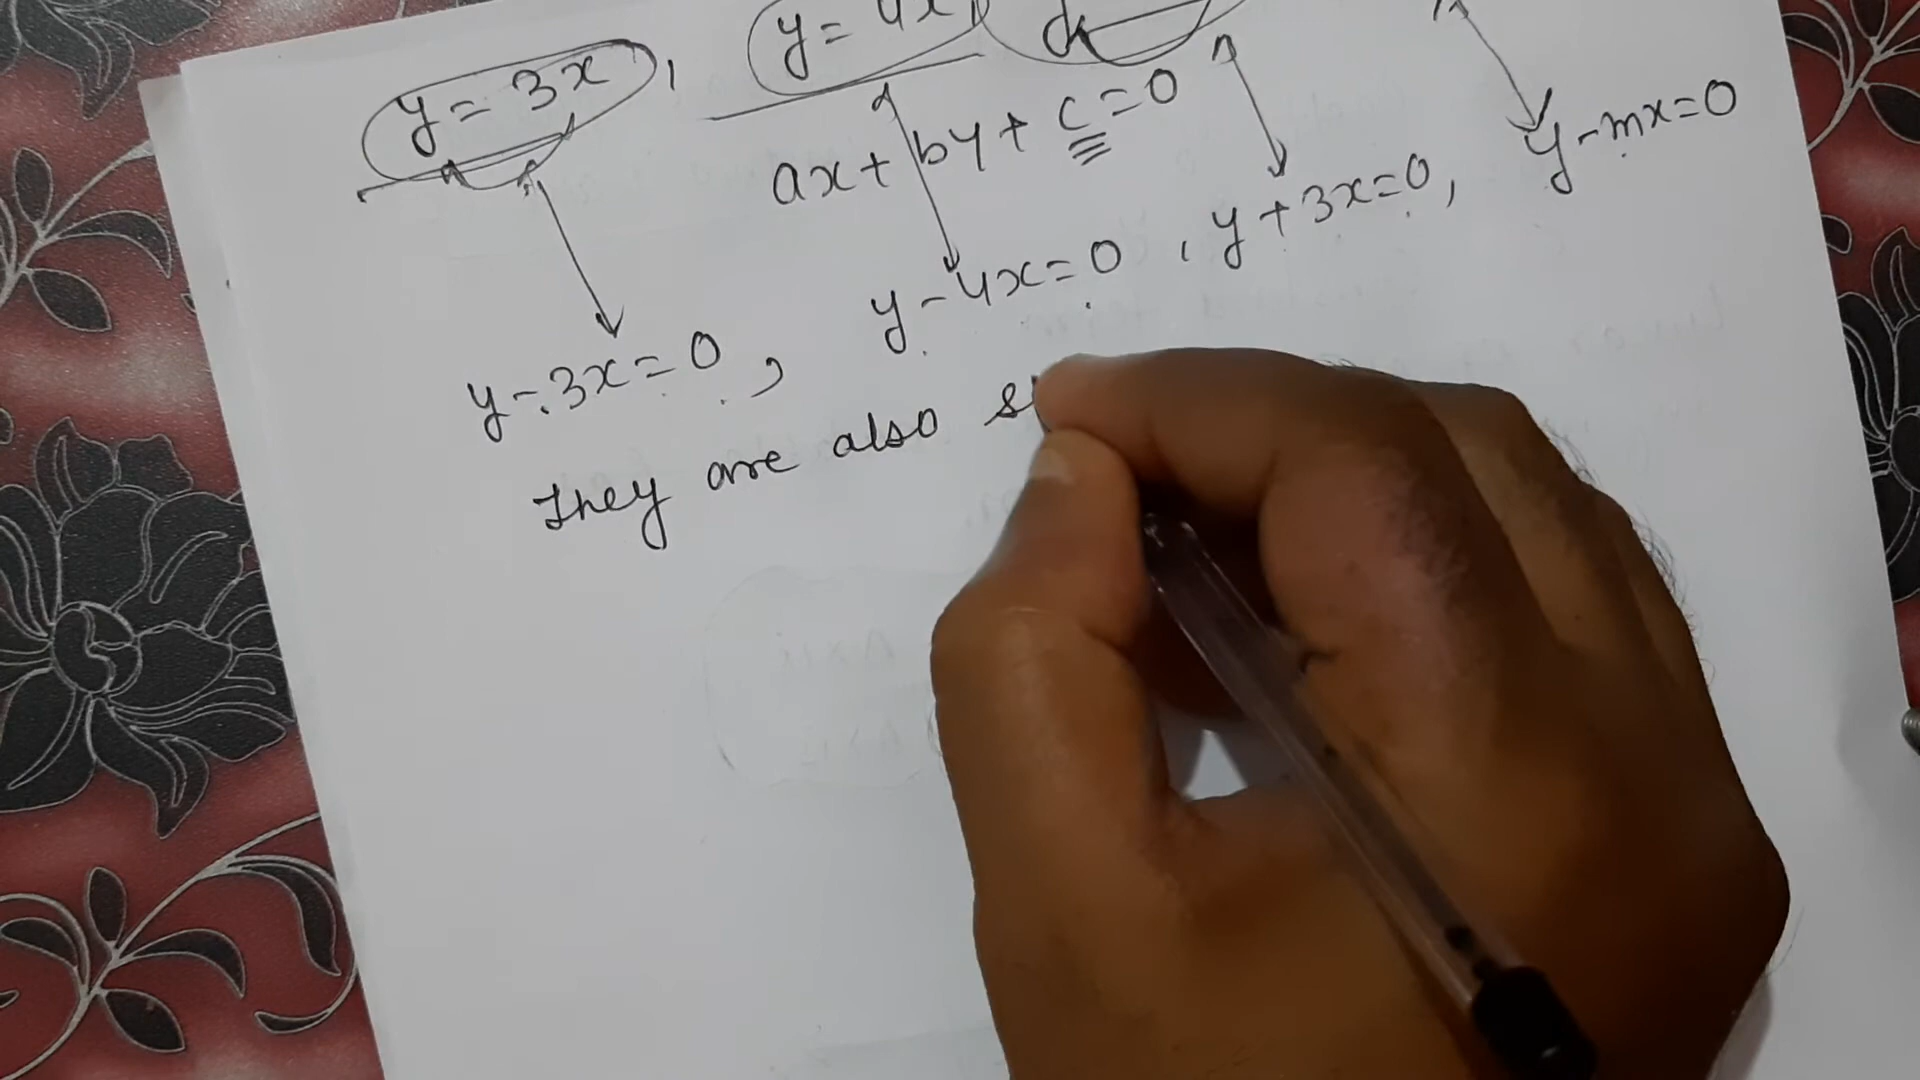 y = 3x, y = 4x
ax + by + c = 0
y - 3x = 0, y - 4x = 0, y + 3x = 0, y - mx = 0
They are also